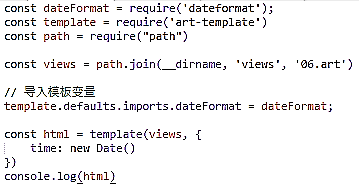 const dateFormat = require('dateformat');
const template = require('art-template')
const path = require("path")
const views = path.join(__dirname, 'views', '06.art')
// 导入模板变量
template.defaults.imports.dateFormat = dateFormat;
const html = template(views, {
time: new Date()
})
console.log(html)